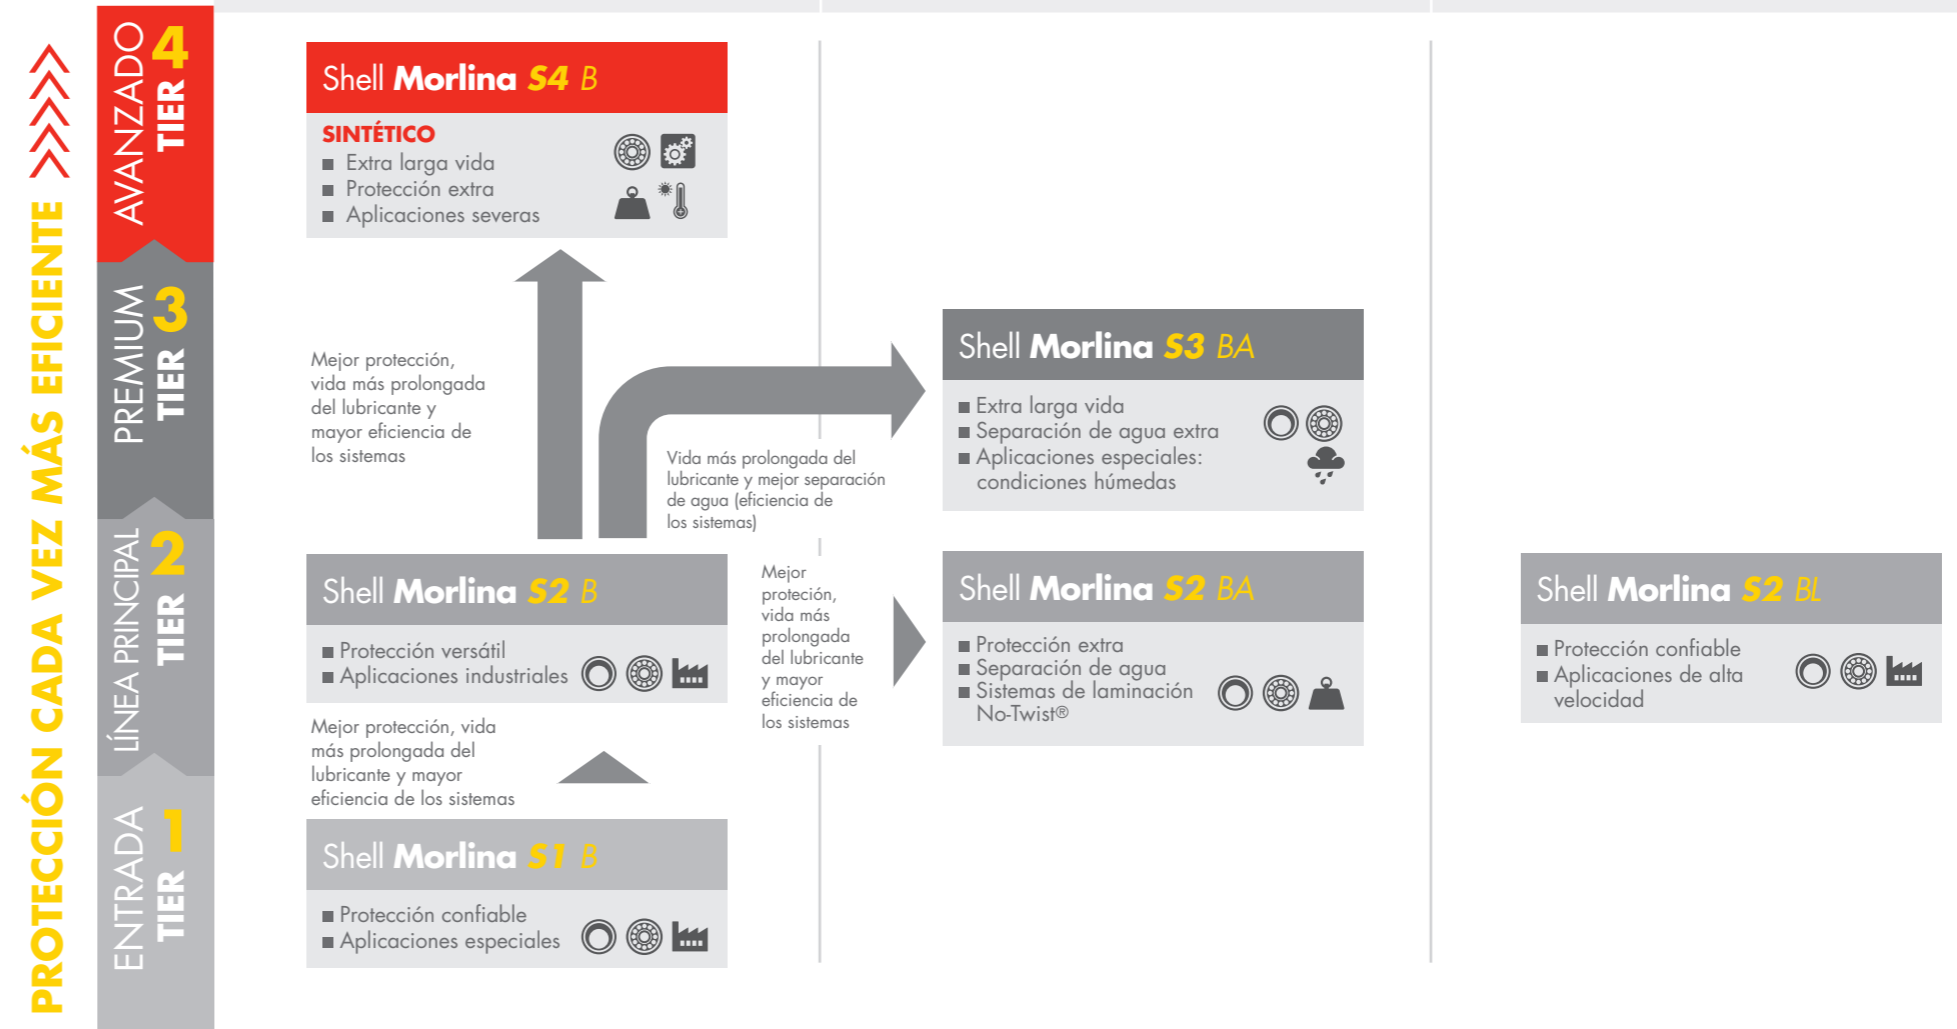 PROTECCIÓN CADA VEZ MÁS EFICIENTE
AVANZADO
TIER 4
PREMIUM
TIER 3
LÍNEA PRINCIPAL
TIER 2
ENTRADA
TIER 1
Shell Morlina S4 B
SINTÉTICO
■ Extra larga vida
■ Protección extra
■ Aplicaciones severas
Mejor protección,
vida más prolongada
del lubricante y
mayor eficiencia de
los sistemas
Vida más prolongada del
lubricante y mejor separación
de agua (eficiencia de
los sistemas)
Shell Morlina S3 BA
■ Extra larga vida
■ Separación de agua extra
■ Aplicaciones especiales:
condiciones húmedas
Shell Morlina S2 B
■ Protección versátil
■ Aplicaciones industriales
Mejor
proteción,
vida más
prolongada
del lubricante
y mayor
eficiencia de
los sistemas
Shell Morlina S2 BA
■ Protección extra
■ Separación de agua
■ Sistemas de laminación
No-Twist®
Shell Morlina S2 BL
■ Protección confiable
■ Aplicaciones de alta
velocidad
Mejor protección, vida
más prolongada del
lubricante y mayor
eficiencia de los sistemas
Shell Morlina S1 B
■ Protección confiable
■ Aplicaciones especiales